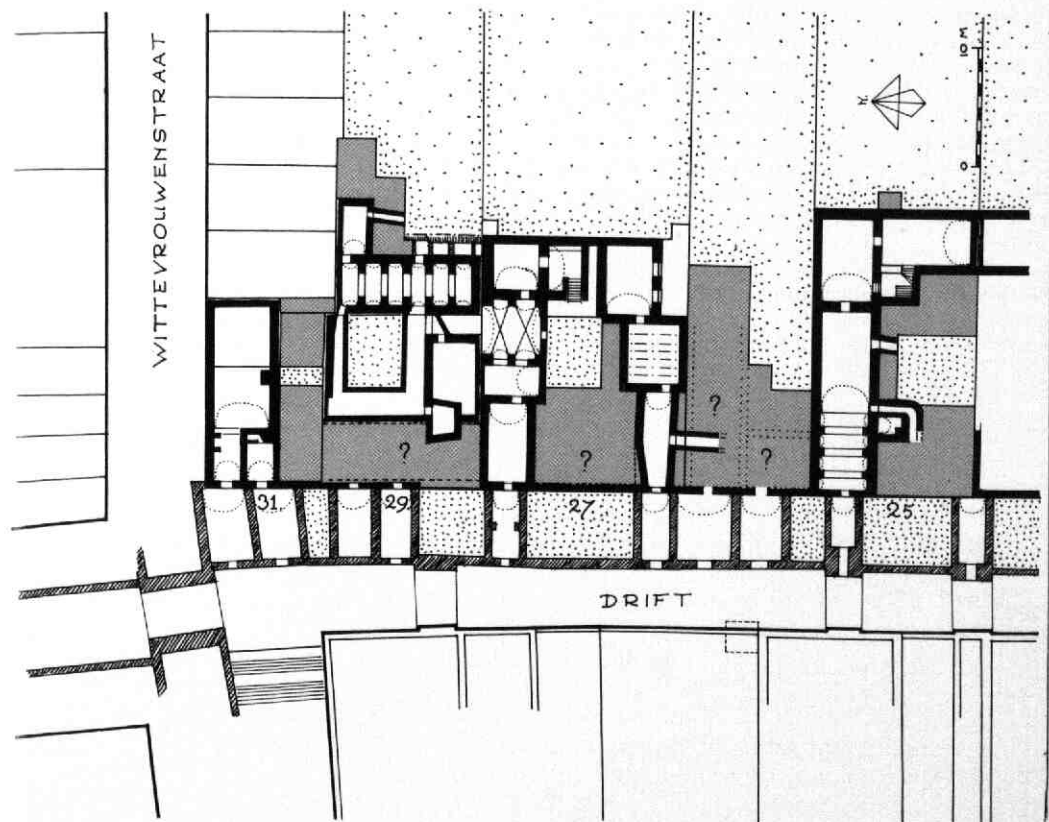 WITTEVROUWENSTRAAT
10 M
0
N.
?
?
?
?
31.
29.
27.
25
DRIFT